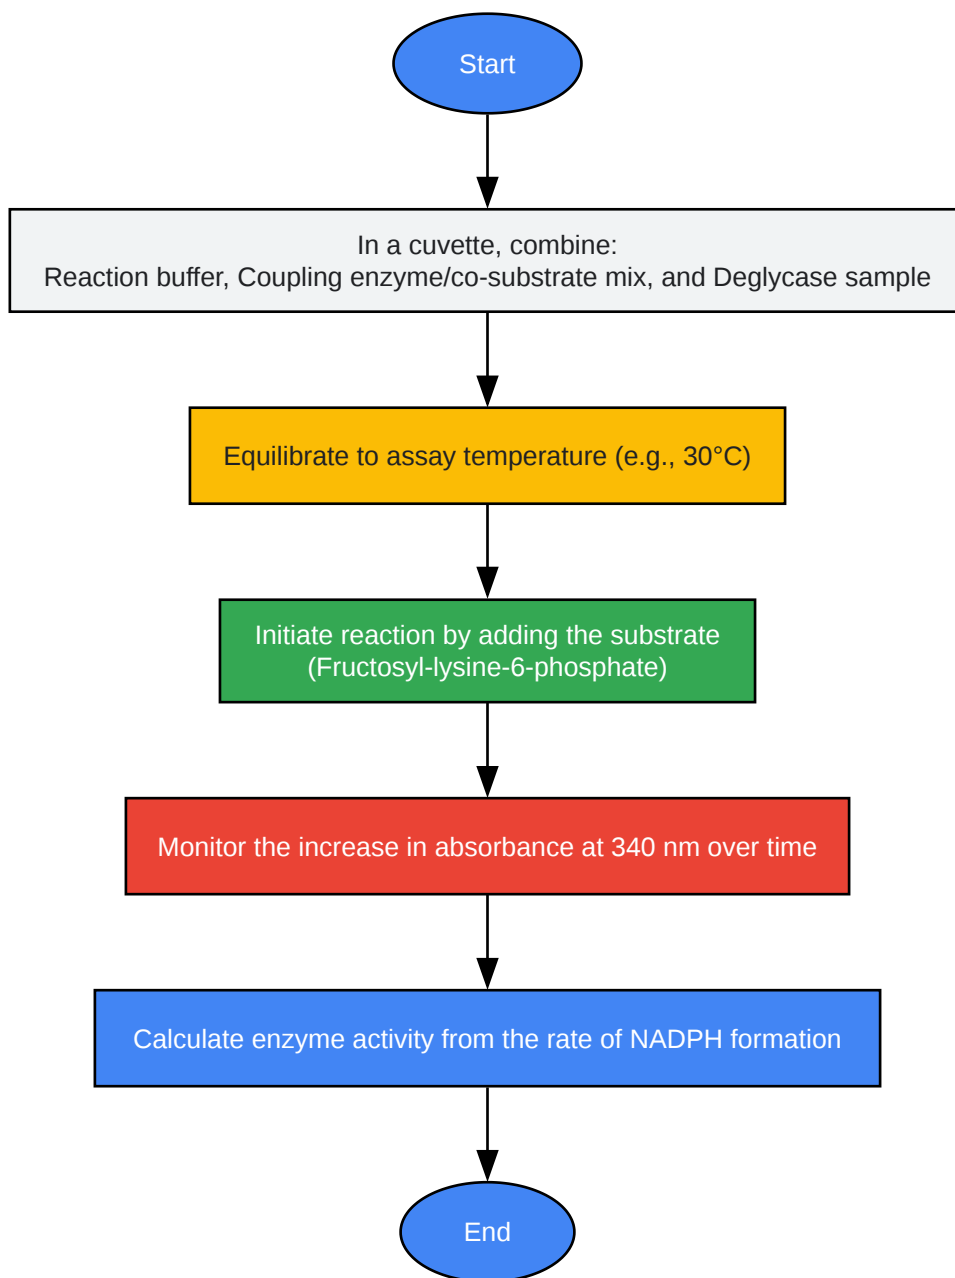 Start
In a cuvette, combine:
Reaction buffer, Coupling enzyme/co-substrate mix, and Deglycase sample
Equilibrate to assay temperature (e.g., 30°C)
Initiate reaction by adding the substrate
(Fructosyl-lysine-6-phosphate)
Monitor the increase in absorbance at 340 nm over time
Calculate enzyme activity from the rate of NADPH formation
End